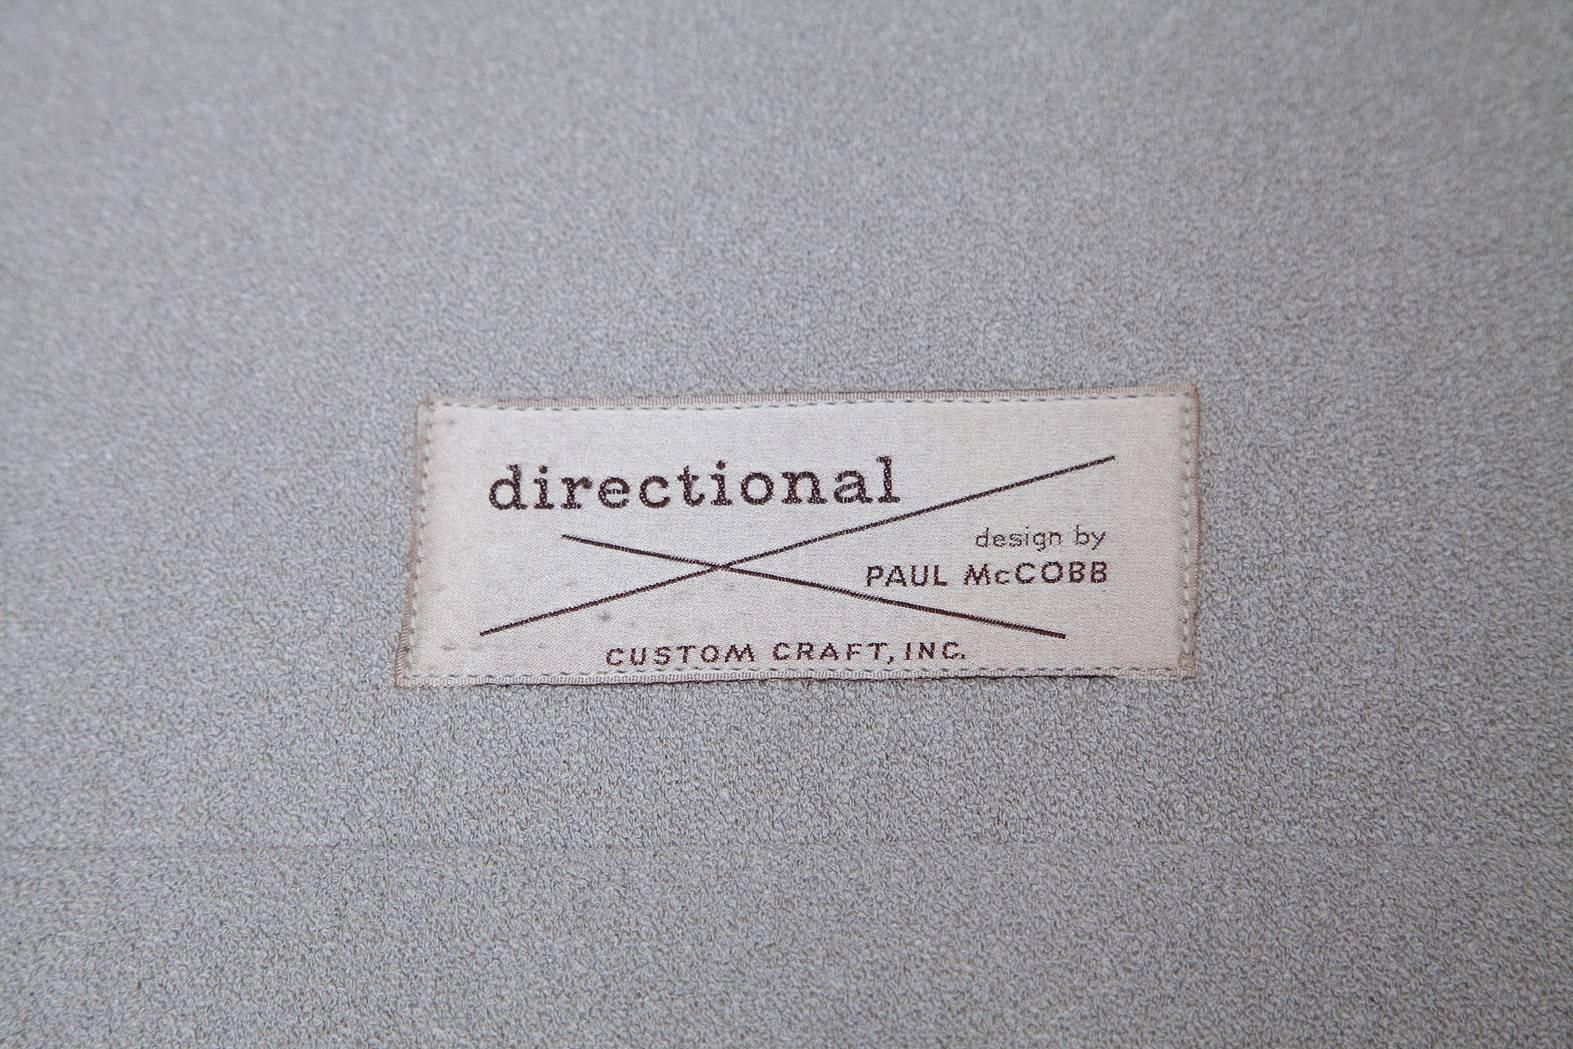 directional
design by
PAUL McCOBB
CUSTOM CRAFT, INC.